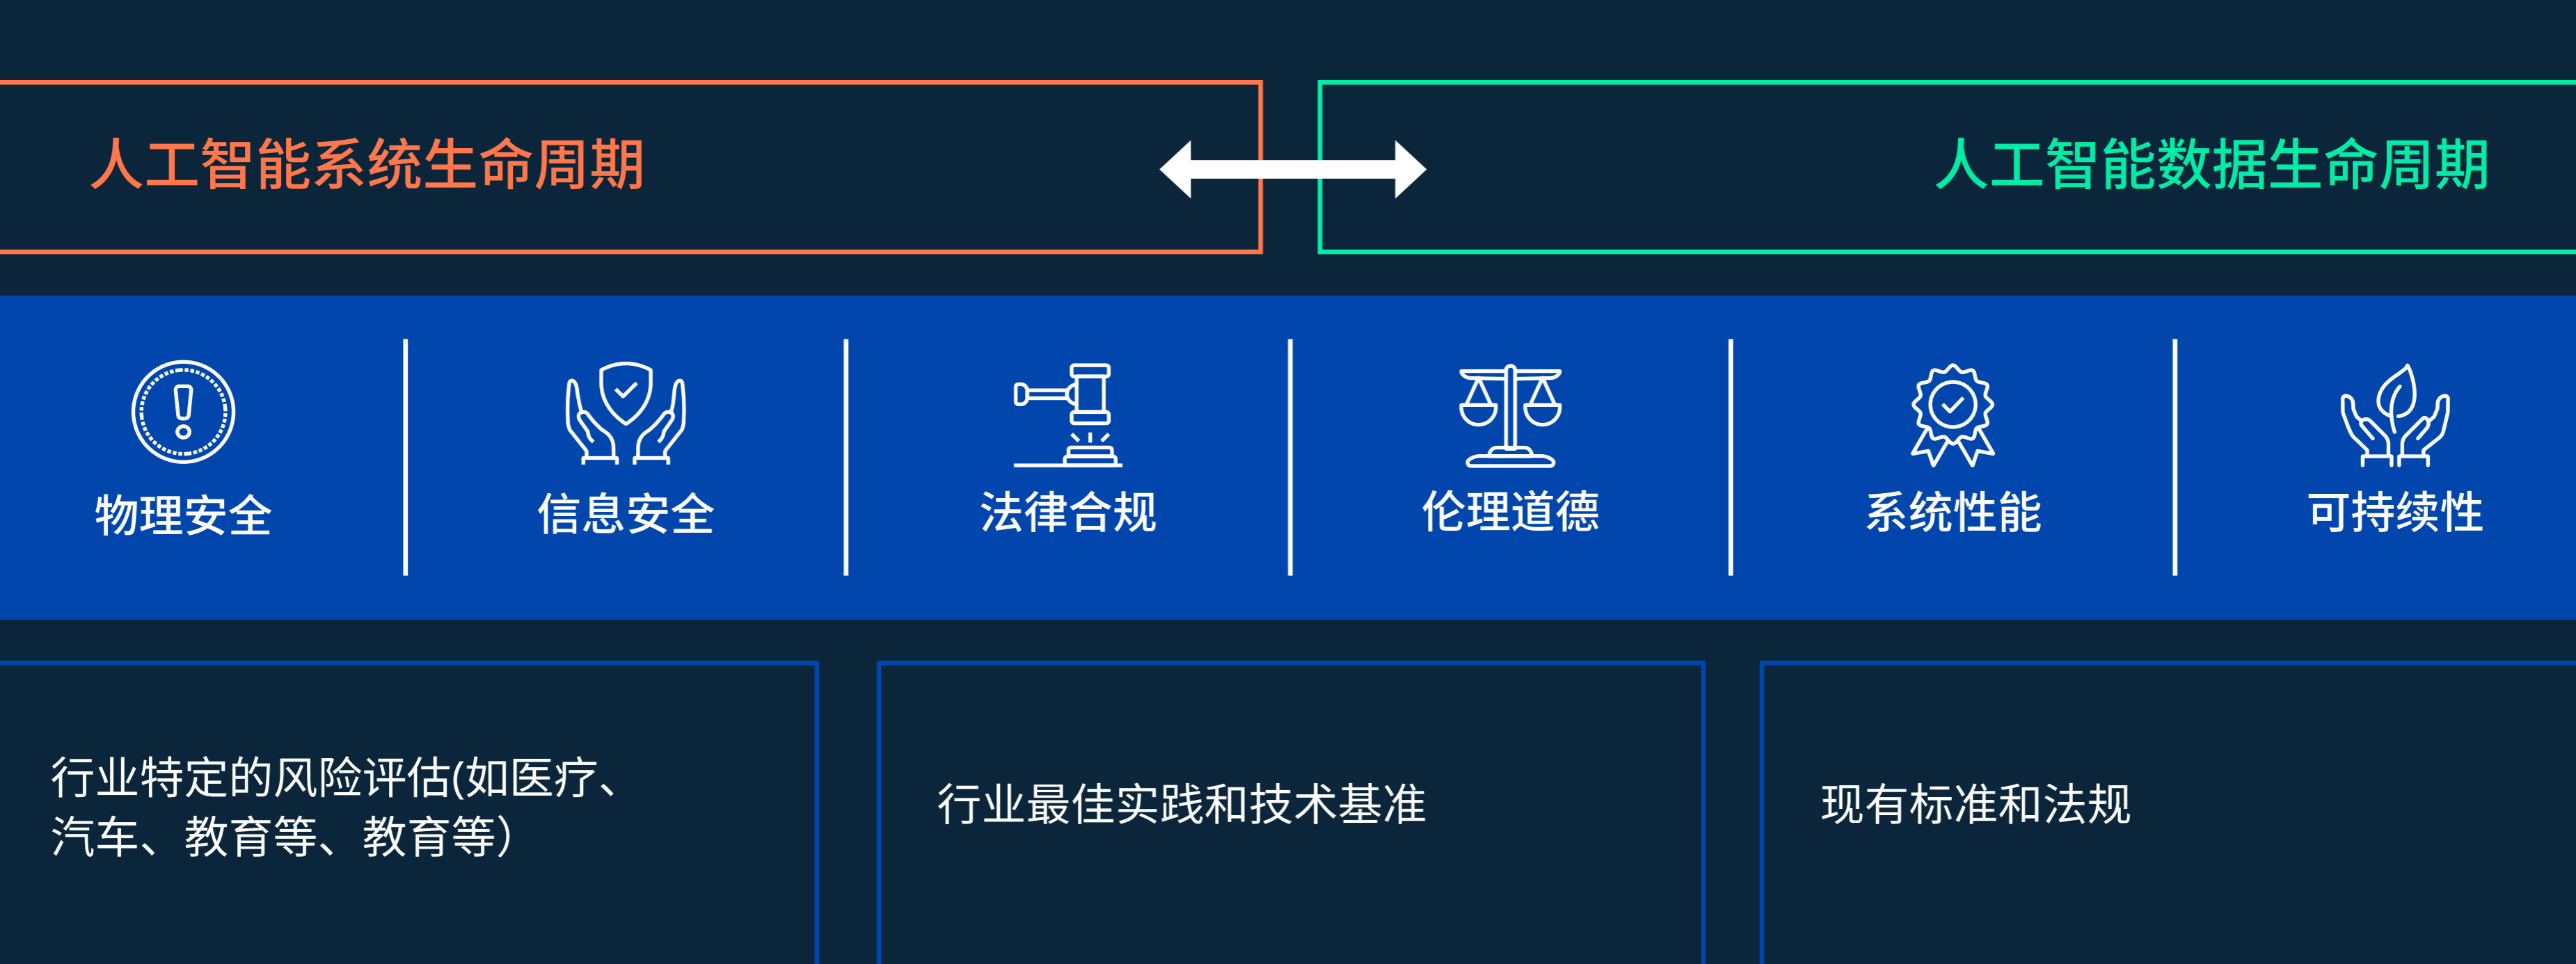 人工智能系统生命周期
人工智能数据生命周期
物理安全
信息安全
法律合规
伦理道德
系统性能
可持续性
行业特定的风险评估(如医疗、
汽车、教育等、教育等）
行业最佳实践和技术基准
现有标准和法规